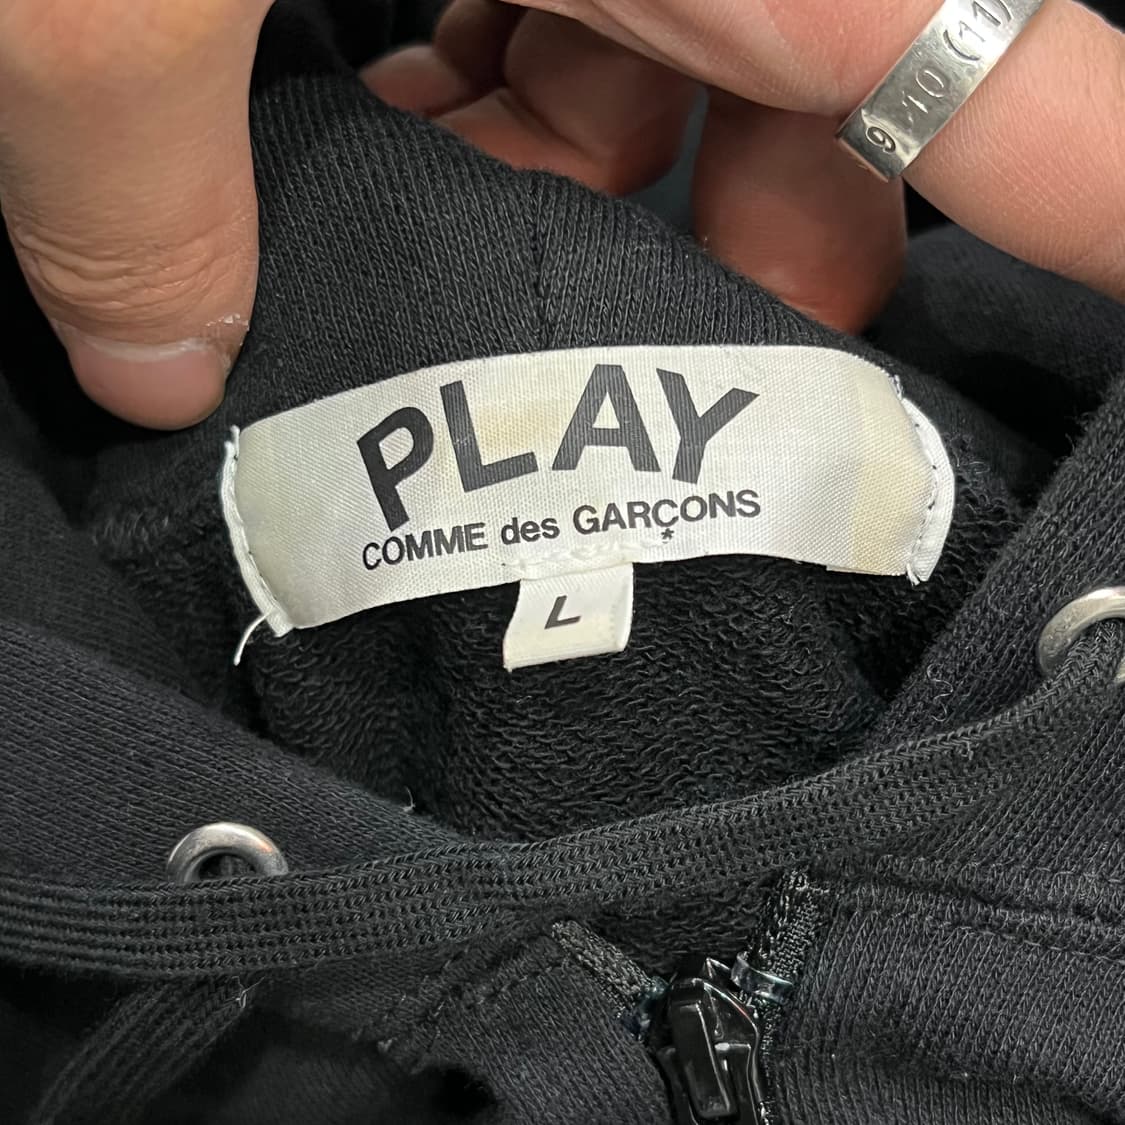 9 10 (11)
PLAY
COMME des GARÇONS
*
L